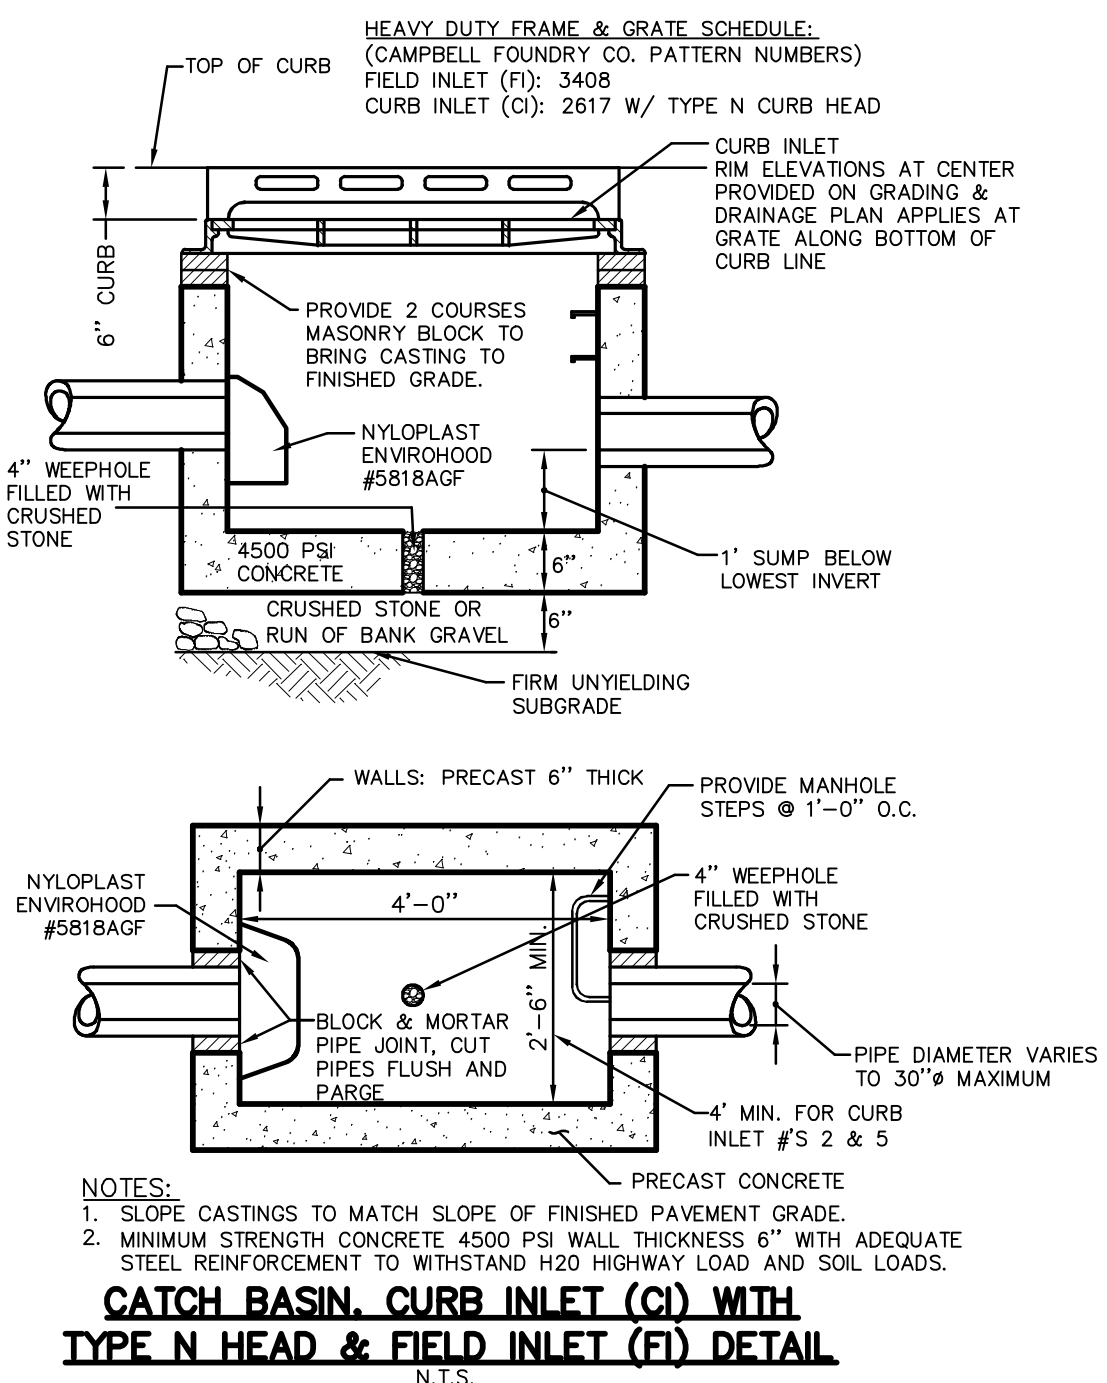 HEAVY DUTY FRAME & GRATE SCHEDULE:
(CAMPBELL FOUNDRY CO. PATTERN NUMBERS)
FIELD INLET (FI): 3408
CURB INLET (CI): 2617 W/ TYPE N CURB HEAD
TOP OF CURB
CURB INLET
RIM ELEVATIONS AT CENTER
PROVIDED ON GRADING &
DRAINAGE PLAN APPLIES AT
GRATE ALONG BOTTOM OF
CURB LINE
6'' CURB
PROVIDE 2 COURSES
MASONRY BLOCK TO
BRING CASTING TO
FINISHED GRADE.
NYLOPLAST
ENVIROHOOD
#5818AGF
4'' WEEPHOLE
FILLED WITH
CRUSHED
STONE
4500 PSI
CONCRETE
6''
1' SUMP BELOW
LOWEST INVERT
CRUSHED STONE OR
RUN OF BANK GRAVEL
6''
FIRM UNYIELDING
SUBGRADE
WALLS: PRECAST 6'' THICK
PROVIDE MANHOLE
STEPS @ 1'-0'' O.C.
NYLOPLAST
ENVIROHOOD
#5818AGF
4'-0''
4'' WEEPHOLE
FILLED WITH
CRUSHED STONE
2'-6'' MIN.
BLOCK & MORTAR
PIPE JOINT, CUT
PIPES FLUSH AND
PARGE
PIPE DIAMETER VARIES
TO 30''ø MAXIMUM
4' MIN. FOR CURB
INLET #'S 2 & 5
PRECAST CONCRETE
NOTES:
1. SLOPE CASTINGS TO MATCH SLOPE OF FINISHED PAVEMENT GRADE.
2. MINIMUM STRENGTH CONCRETE 4500 PSI WALL THICKNESS 6'' WITH ADEQUATE
STEEL REINFORCEMENT TO WITHSTAND H20 HIGHWAY LOAD AND SOIL LOADS.
CATCH BASIN, CURB INLET (CI) WITH
TYPE N HEAD & FIELD INLET (FI) DETAIL
N.T.S.